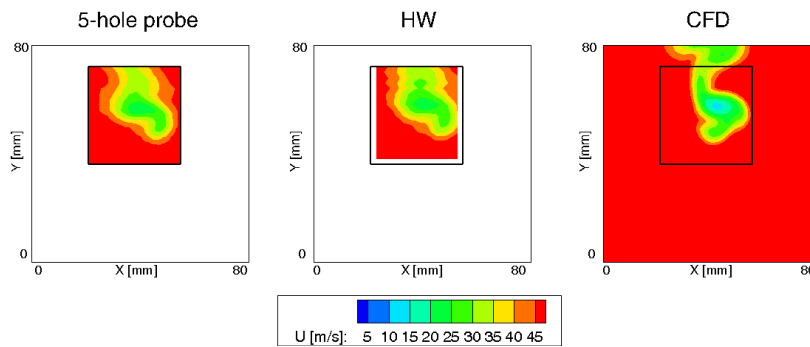 5-hole probe HW CFD
80 80 80
Y [mm] Y [mm] Y [mm]
0 0 0
0 X [mm] 80 0 X [mm] 80 0 X [mm] 80
U [m/s]: 5 10 15 20 25 30 35 40 45